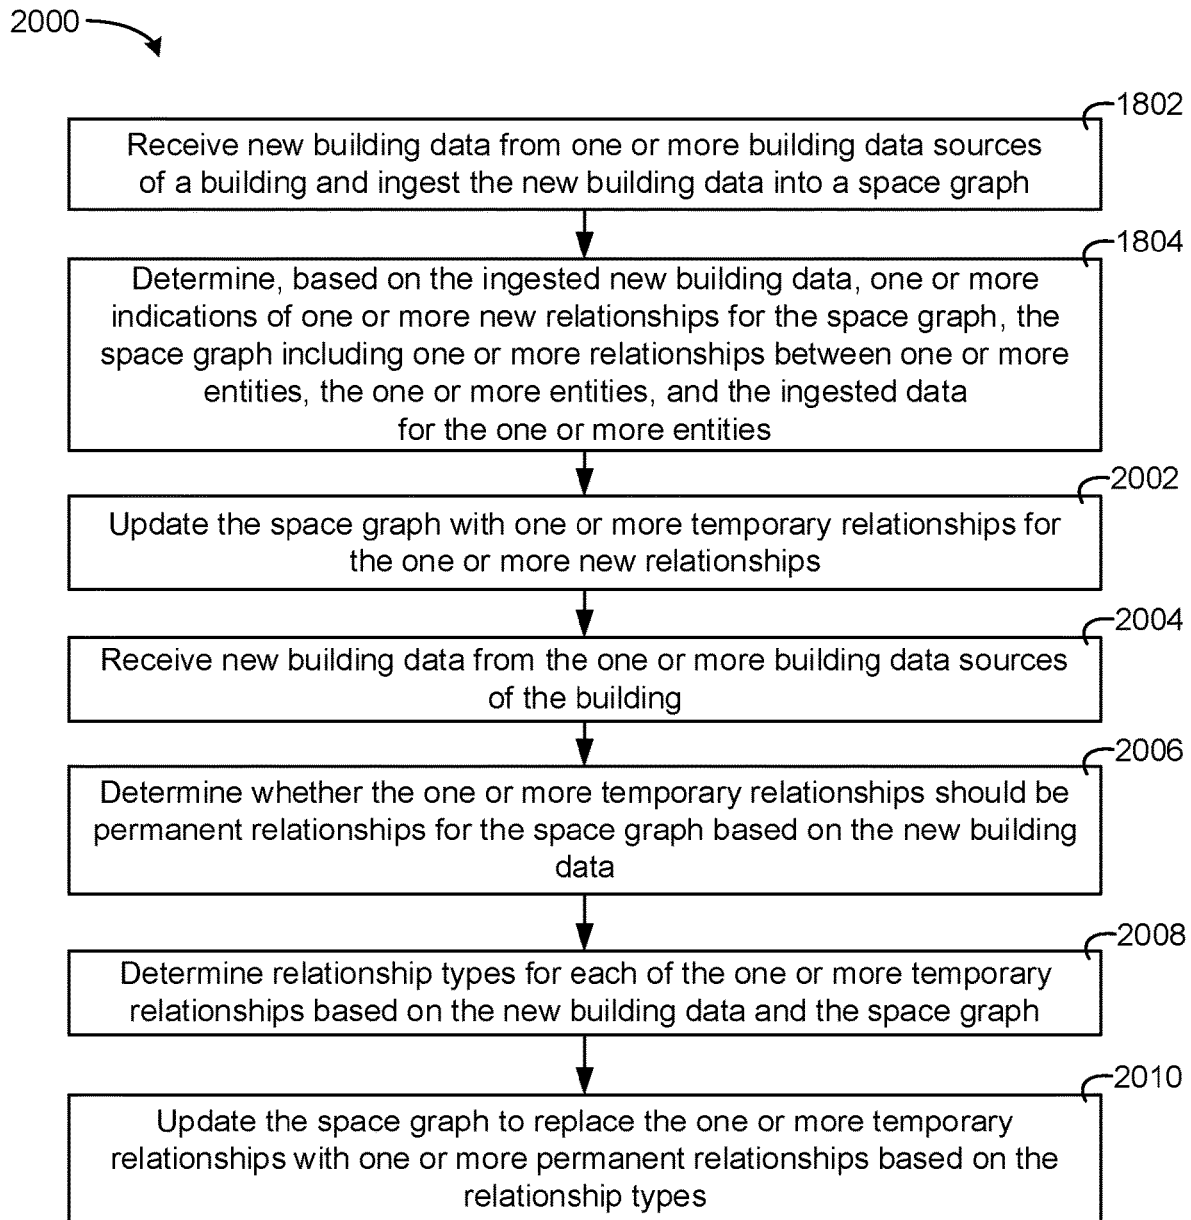 2000
1802
Receive new building data from one or more building data sources
of a building and ingest the new building data into a space graph
1804
Determine, based on the ingested new building data, one or more
indications of one or more new relationships for the space graph, the
space graph including one or more relationships between one or more
entities, the one or more entities, and the ingested data
for the one or more entities
2002
Update the space graph with one or more temporary relationships for
the one or more new relationships
2004
Receive new building data from the one or more building data sources
of the building
2006
Determine whether the one or more temporary relationships should be
permanent relationships for the space graph based on the new building
data
2008
Determine relationship types for each of the one or more temporary
relationships based on the new building data and the space graph
2010
Update the space graph to replace the one or more temporary
relationships with one or more permanent relationships based on the
relationship types